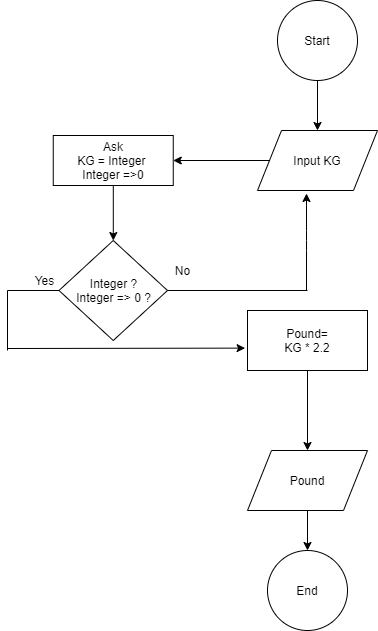 Start
Input KG
Ask
KG = Integer
Integer =>0
Integer ?
Integer => 0 ?
Yes
No
Pound=
KG * 2.2
Pound
End